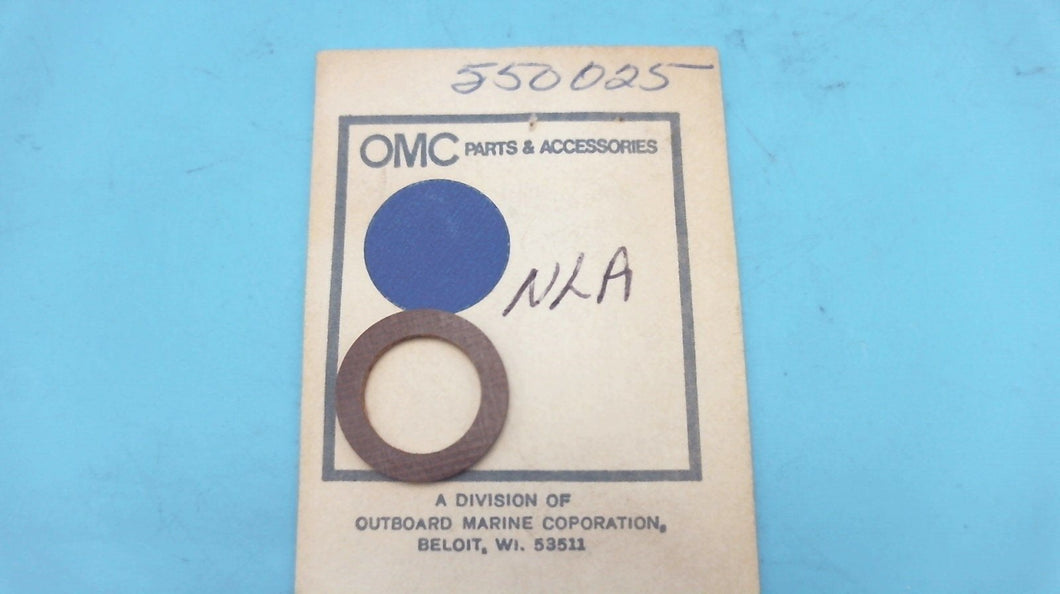 550025
OMC PARTS & ACCESSORIES
NLA
A DIVISION OF
OUTBOARD MARINE COPORATION,
BELOIT, WI. 53511